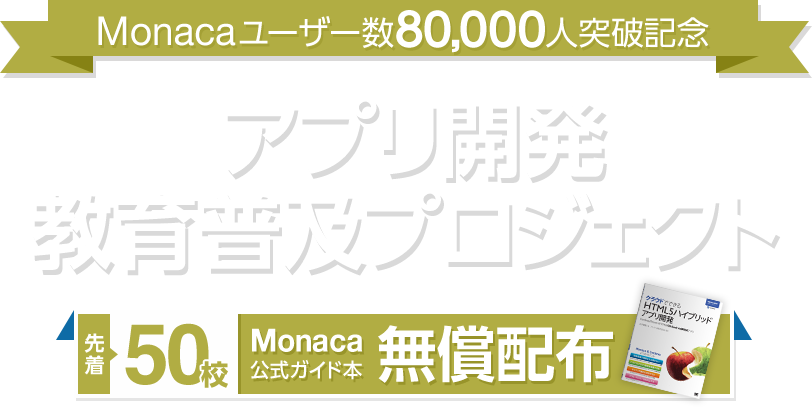 Monacaユーザー数80,000人突破記念
アプリ開発
教育普及プロジェクト
先着
50校
Monaca
公式ガイド本
無償配布
クラウドでできる
HTML5ハイブリッド
アプリ開発